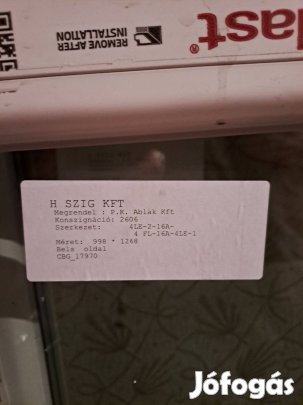 last®
REMOVE AFTER
INSTALLATION
H SZIG KFT
Megrendel : P.K. Ablak Kft
Konszignáció: 2606
Szerkezet: 4LE-2-16A-
4 FL-16A-4LE-1
Méret: 998 * 1268
Bels oldal
CBG_17970
Jófogás